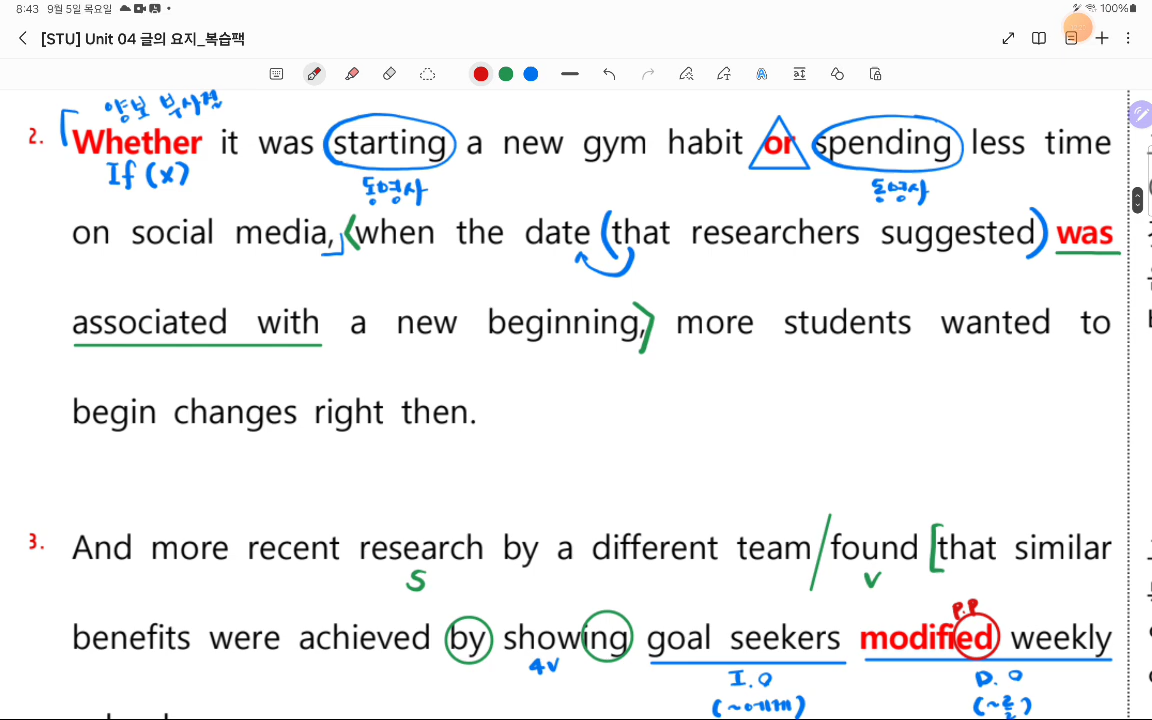 8:43 9월 5일 목요일 100%
[STU] Unit 04 글의 요지_복습팩
양보 부사절
2. Whether it was starting a new gym habit or spending less time
If (x)
동명사 동명사
on social media, when the date that researchers suggested was
associated with a new beginning, more students wanted to
begin changes right then.
3. And more recent research by a different team / found [that similar
S V
P.P
benefits were achieved by showing goal seekers modified weekly
4V I.O D.O
(~에게) (~를)